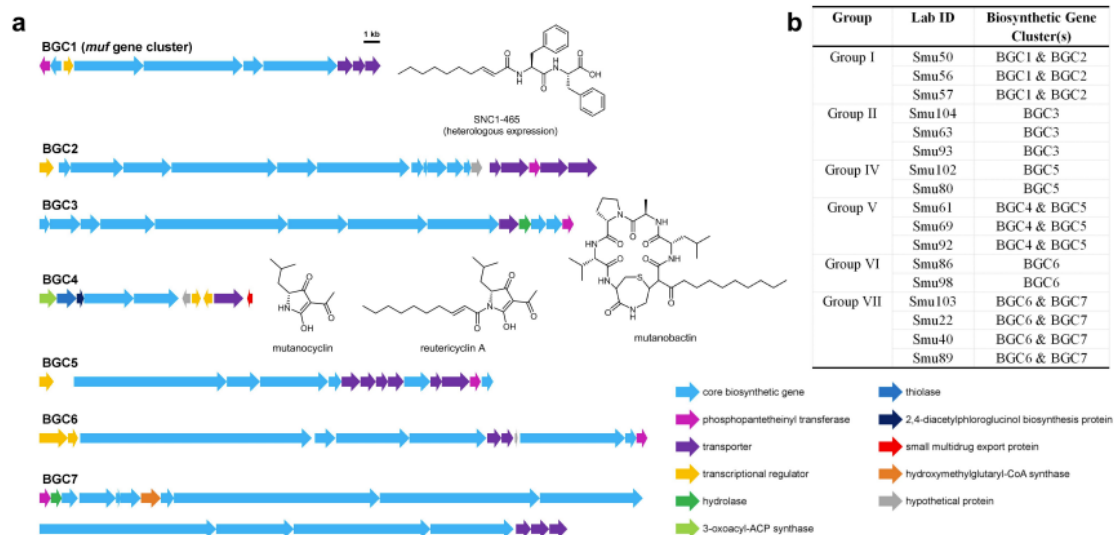 a
BGC1 (muf gene cluster)
1 kb
SNC1-465
(heterologous expression)
BGC2
BGC3
BGC4
mutanocyclin
reutericyclin A
mutanobactin
BGC5
BGC6
BGC7
core biosynthetic gene
phosphopantetheinyl transferase
transporter
transcriptional regulator
hydrolase
3-oxoacyl-ACP synthase
thiolase
2,4-diacetylphloroglucinol biosynthesis protein
small multidrug export protein
hydroxymethylglutaryl-CoA synthase
hypothetical protein
b
Group Lab ID Biosynthetic Gene
Cluster(s)
Group I Smu50 BGC1 & BGC2
Smu56 BGC1 & BGC2
Smu57 BGC1 & BGC2
Group II Smu104 BGC3
Smu63 BGC3
Smu93 BGC3
Group IV Smu102 BGC5
Smu80 BGC5
Group V Smu61 BGC4 & BGC5
Smu69 BGC4 & BGC5
Smu92 BGC4 & BGC5
Group VI Smu86 BGC6
Smu98 BGC6
Group VII Smu103 BGC6 & BGC7
Smu22 BGC6 & BGC7
Smu40 BGC6 & BGC7
Smu89 BGC6 & BGC7